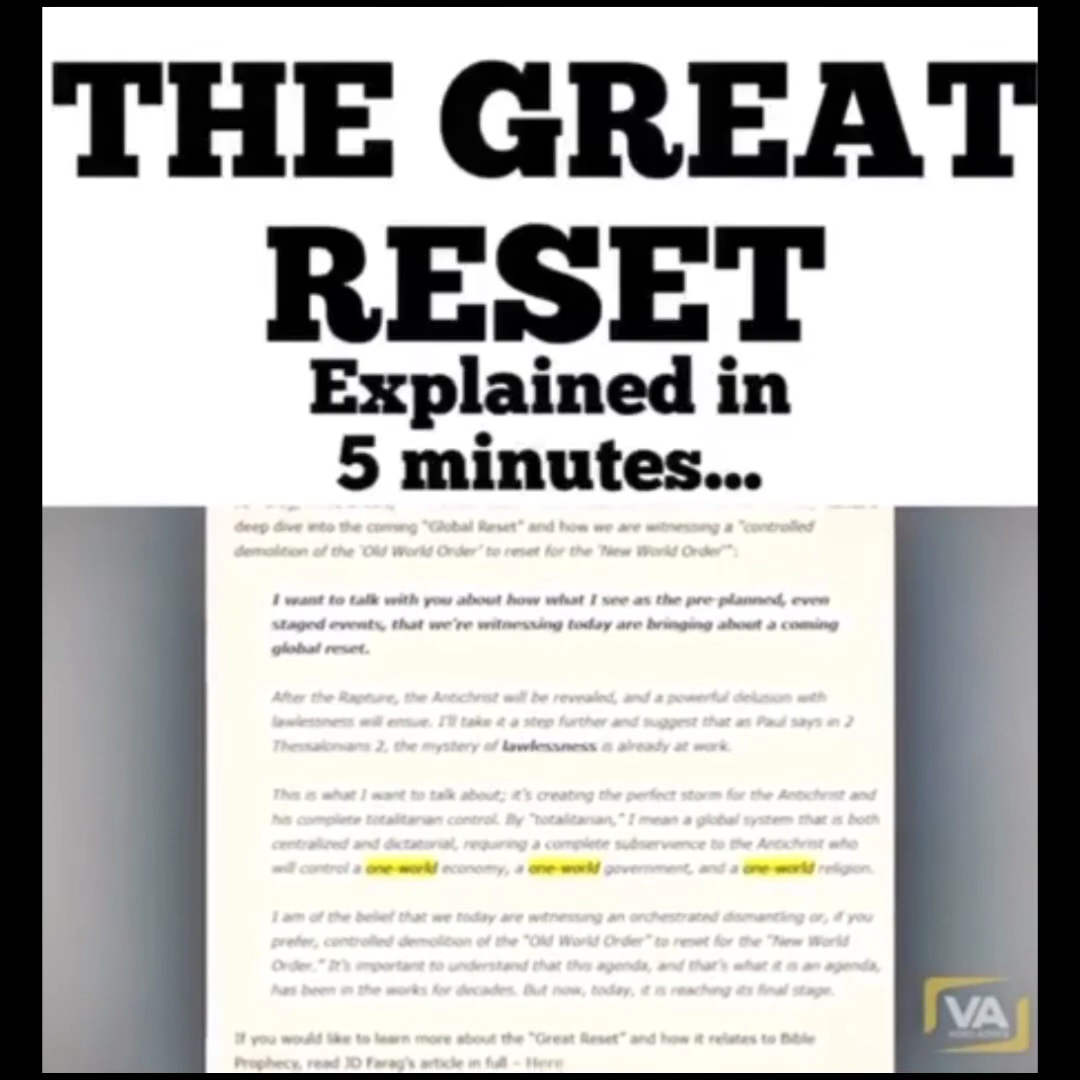 THE GREAT
RESET
Explained in
5 minutes...
deep dive into the coming "Global Reset" and how we are witnessing a "controlled
demolition of the 'Old World Order' to reset for the 'New World Order'":
I want to talk with you about how what I see as the pre-planned, even
staged events, that we're witnessing today are bringing about a coming
global reset.
After the Rapture, the Antichrist will be revealed, and a powerful delusion with
lawlessness will ensue. I'll take it a step further and suggest that as Paul says in 2
Thessalonians 2, the mystery of lawlessness is already at work.
This is what I want to talk about; it's creating the perfect storm for the Antichrist and
his complete totalitarian control. By "totalitarian," I mean a global system that is both
centralized and dictatorial, requiring a complete subservience to the Antichrist who
will control a one-world economy, a one-world government, and a one-world religion.
I am of the belief that we today are witnessing an orchestrated dismantling or, if you
prefer, controlled demolition of the "Old World Order" to reset for the "New World
Order." It's important to understand that this agenda, and that's what it is an agenda,
has been in the works for decades. But now, today, it is reaching its final stage.
If you would like to learn more about the "Great Reset" and how it relates to Bible
Prophecy, read JD Farag's article in full – Here
VA